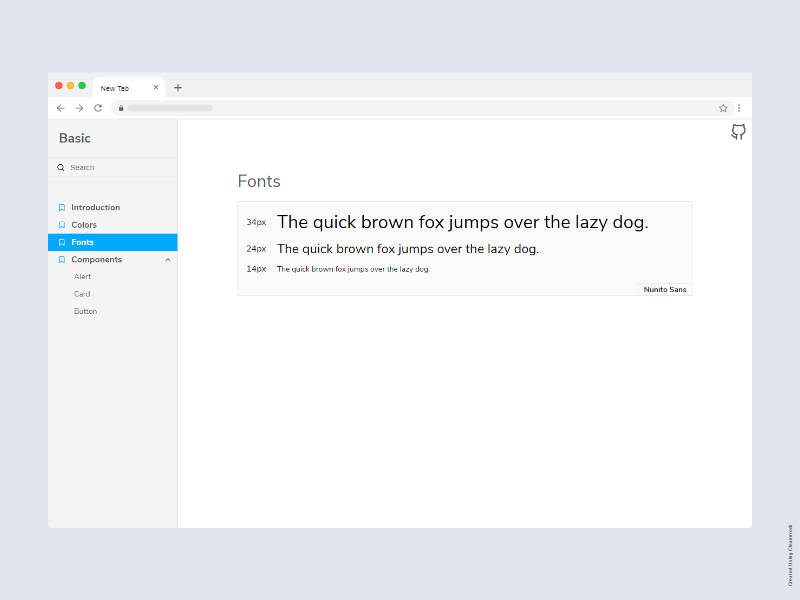 New Tab
Basic
Search
Introduction
Colors
Fonts
Components
Alert
Card
Button
Fonts
34px The quick brown fox jumps over the lazy dog.
24px The quick brown fox jumps over the lazy dog.
14px The quick brown fox jumps over the lazy dog.
Nunito Sans
Created Using